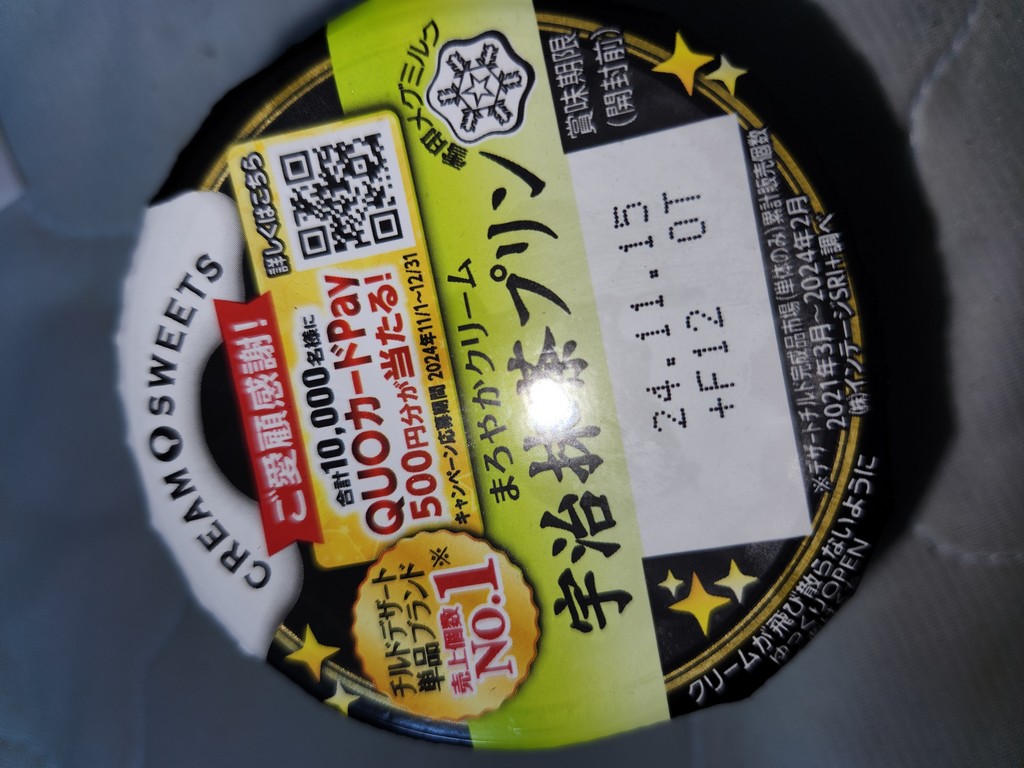 CREAM SWEETS
ご愛顧感謝！
合計10,000名様に
QUOカードPay
500円分が当たる！
キャンペーン応募期間 2024年11/1〜12/31
詳しくはこちら
チルドデザート
単品ブランド※
売上個数
NO.1
雪印メグミルク
まろやかクリーム
宇治抹茶プリン
賞味期限
(開封前)
24.11.15
+F12 OT
※デザートチルド完成品市場(単体のみ)累計販売個数
2021年3月〜2024年2月
㈱インテージSRI+調べ
クリームが飛び散らないように
ゆっくりOPEN